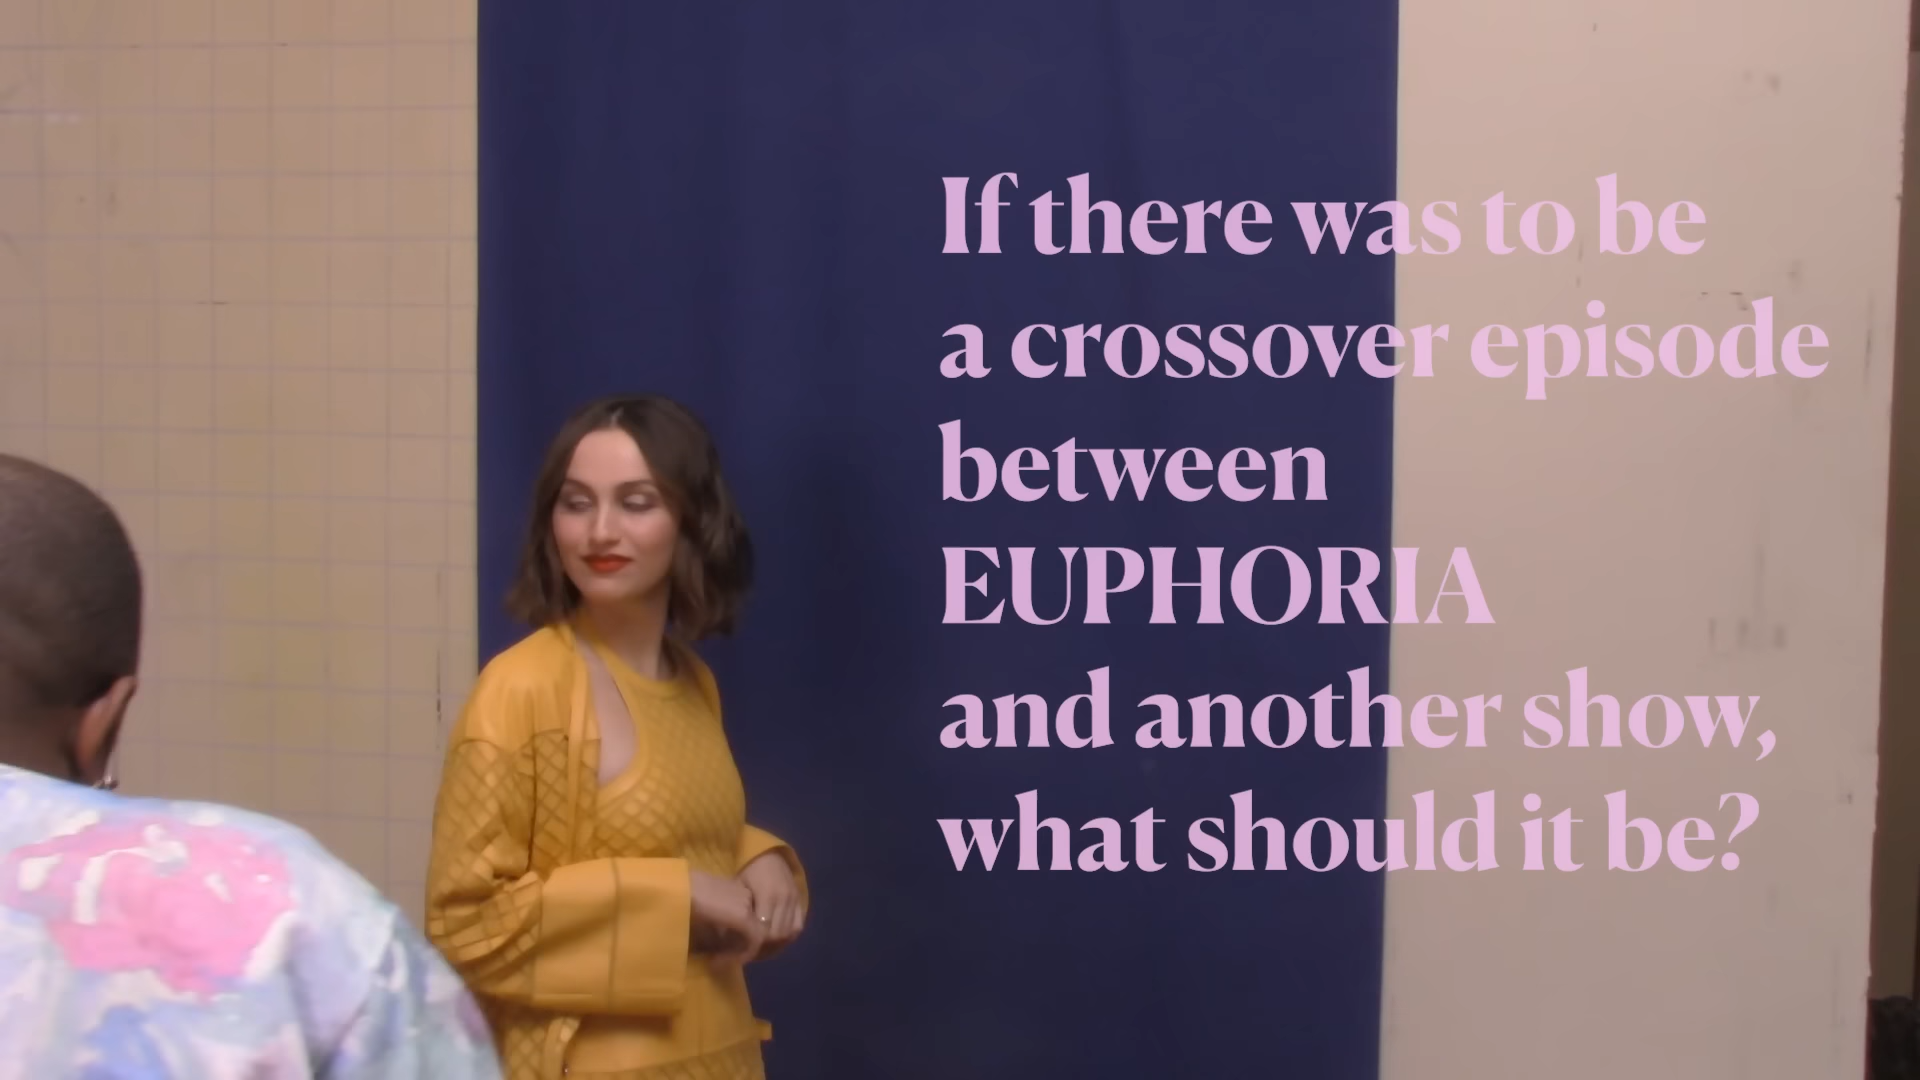 If there was to be
a crossover episode
between
EUPHORIA
and another show,
what should it be?